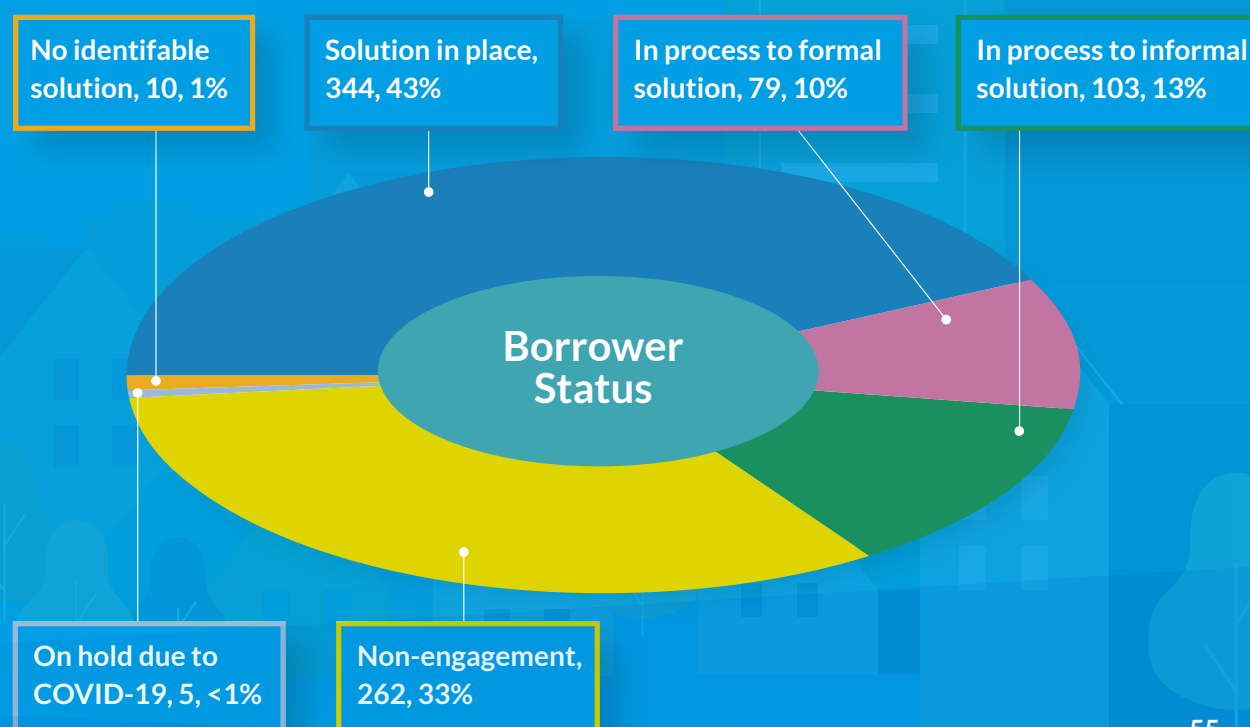 No identifable
solution, 10, 1%
Solution in place,
344, 43%
In process to formal
solution, 79, 10%
In process to informal
solution, 103, 13%
Borrower
Status
On hold due to
COVID-19, 5, <1%
Non-engagement,
262, 33%
55